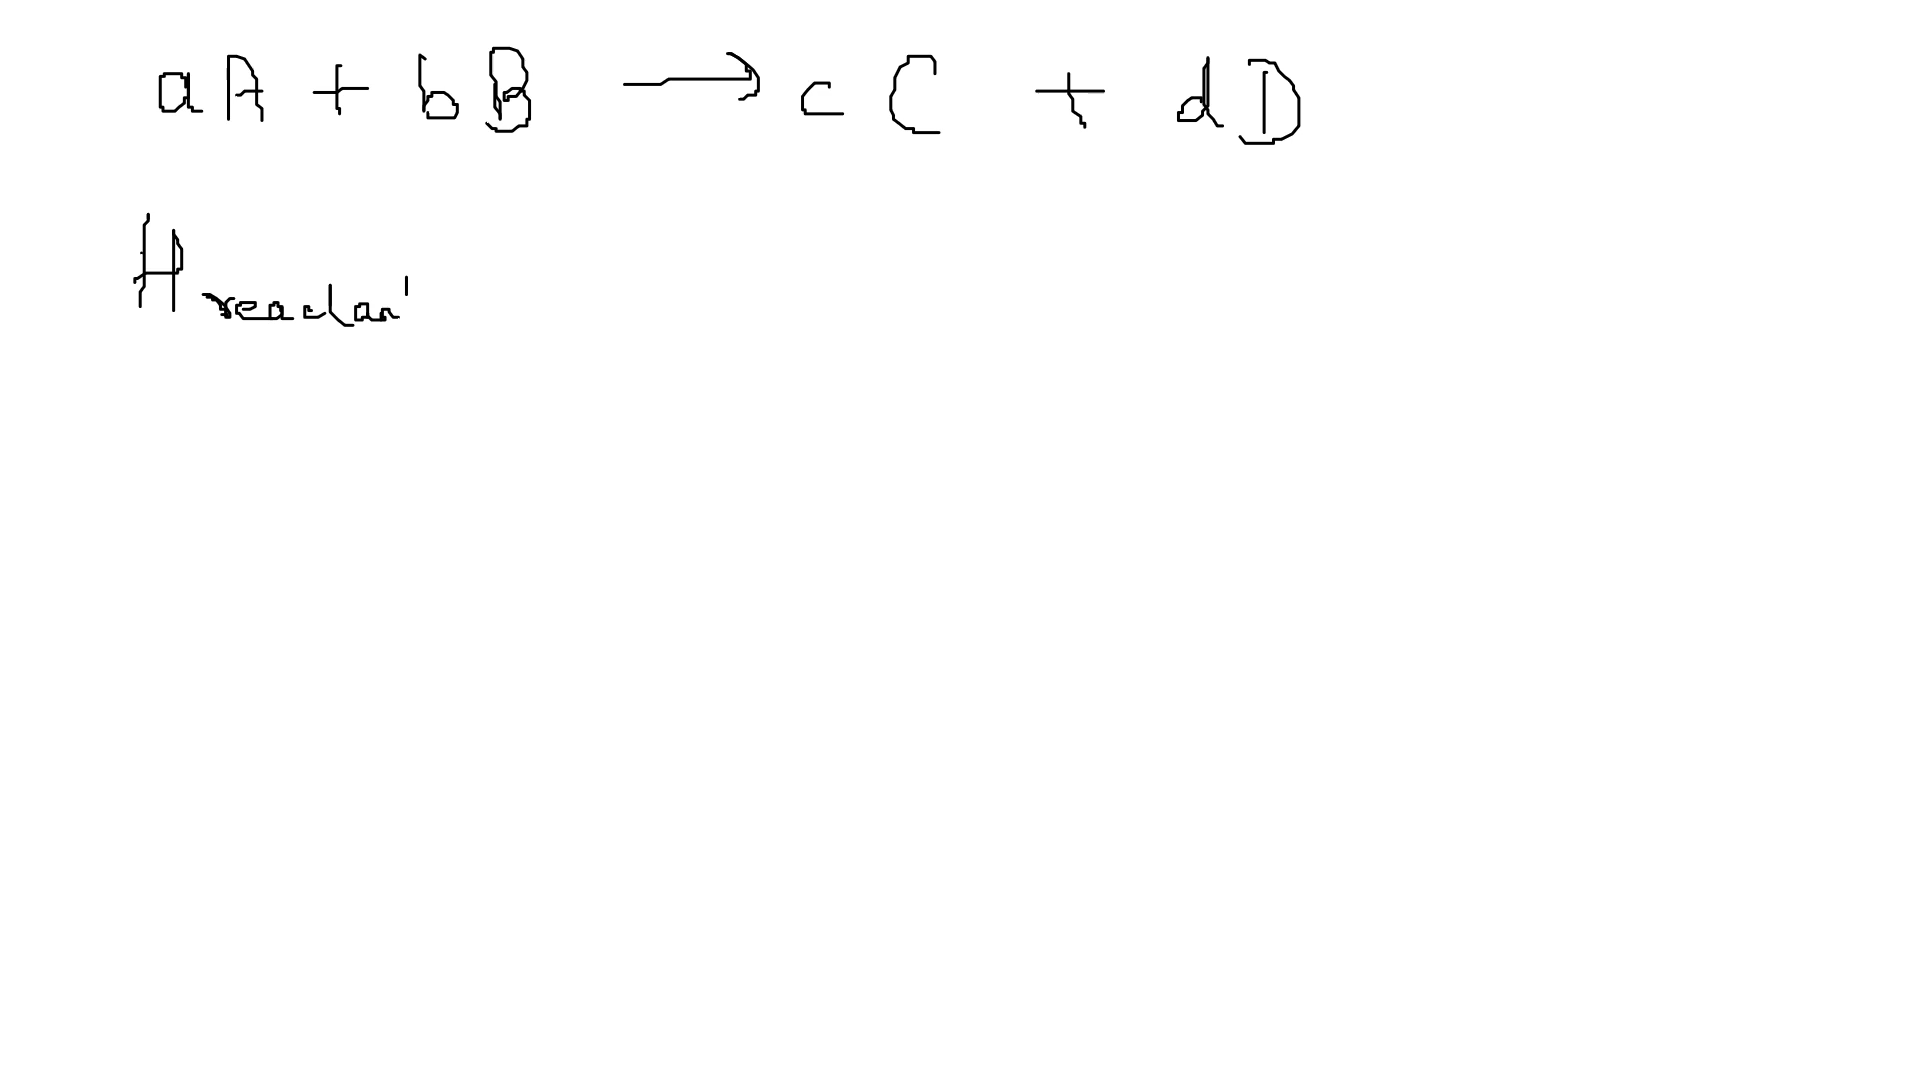 aA + bB → cC + dD
H reactan'